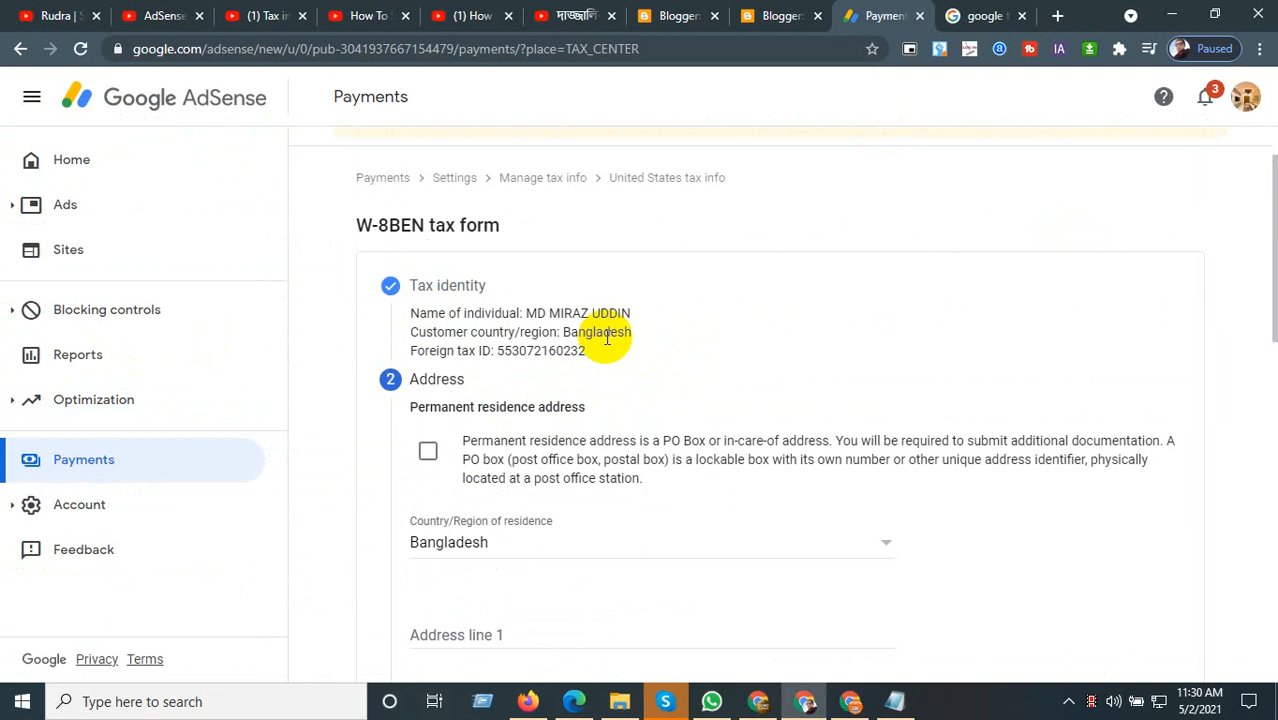 Rudra | S
AdSense
(1) Tax in
How To
(1) How
দাজ্জালি
Blogger:
Blogger:
Payment
google
google.com/adsense/new/u/0/pub-3041937667154479/payments/?place=TAX_CENTER
Paused
Google AdSense
Payments
3
Home
Ads
Sites
Blocking controls
Reports
Optimization
Payments
Account
Feedback
Google Privacy Terms
Payments > Settings > Manage tax info > United States tax info
W-8BEN tax form
Tax identity
Name of individual: MD MIRAZ UDDIN
Customer country/region: Bangladesh
Foreign tax ID: 553072160232
2 Address
Permanent residence address
Permanent residence address is a PO Box or in-care-of address. You will be required to submit additional documentation. A
PO box (post office box, postal box) is a lockable box with its own number or other unique address identifier, physically
located at a post office station.
Country/Region of residence
Bangladesh
Address line 1
Type here to search
11:30 AM
5/2/2021